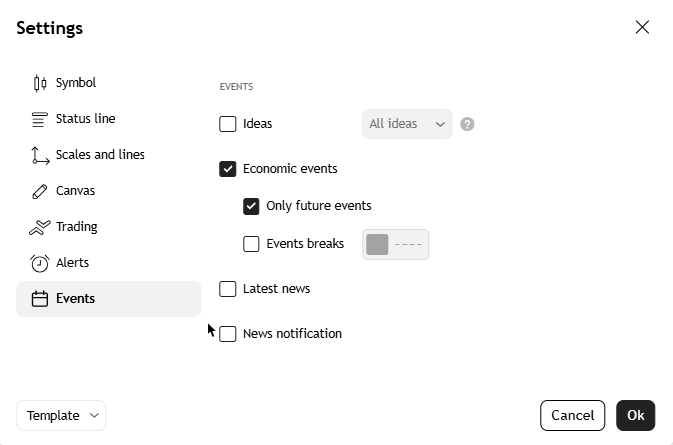 Settings
Symbol
Status line
Scales and lines
Canvas
Trading
Alerts
Events
EVENTS
Ideas
All ideas
?
Economic events
Only future events
Events breaks
Latest news
News notification
Template
Cancel
Ok